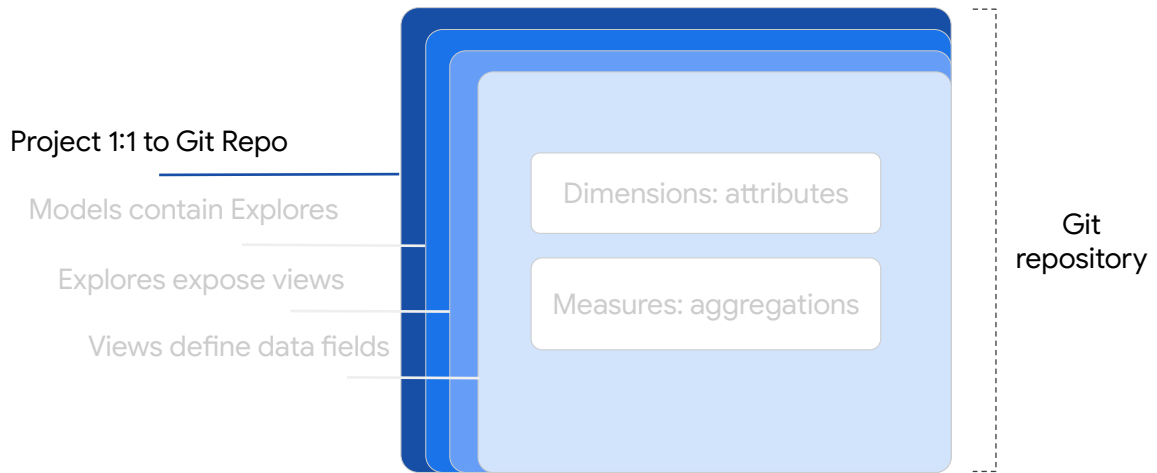 Project 1:1 to Git Repo
Models contain Explores
Explores expose views
Views define data fields
Dimensions: attributes
Measures: aggregations
Git
repository